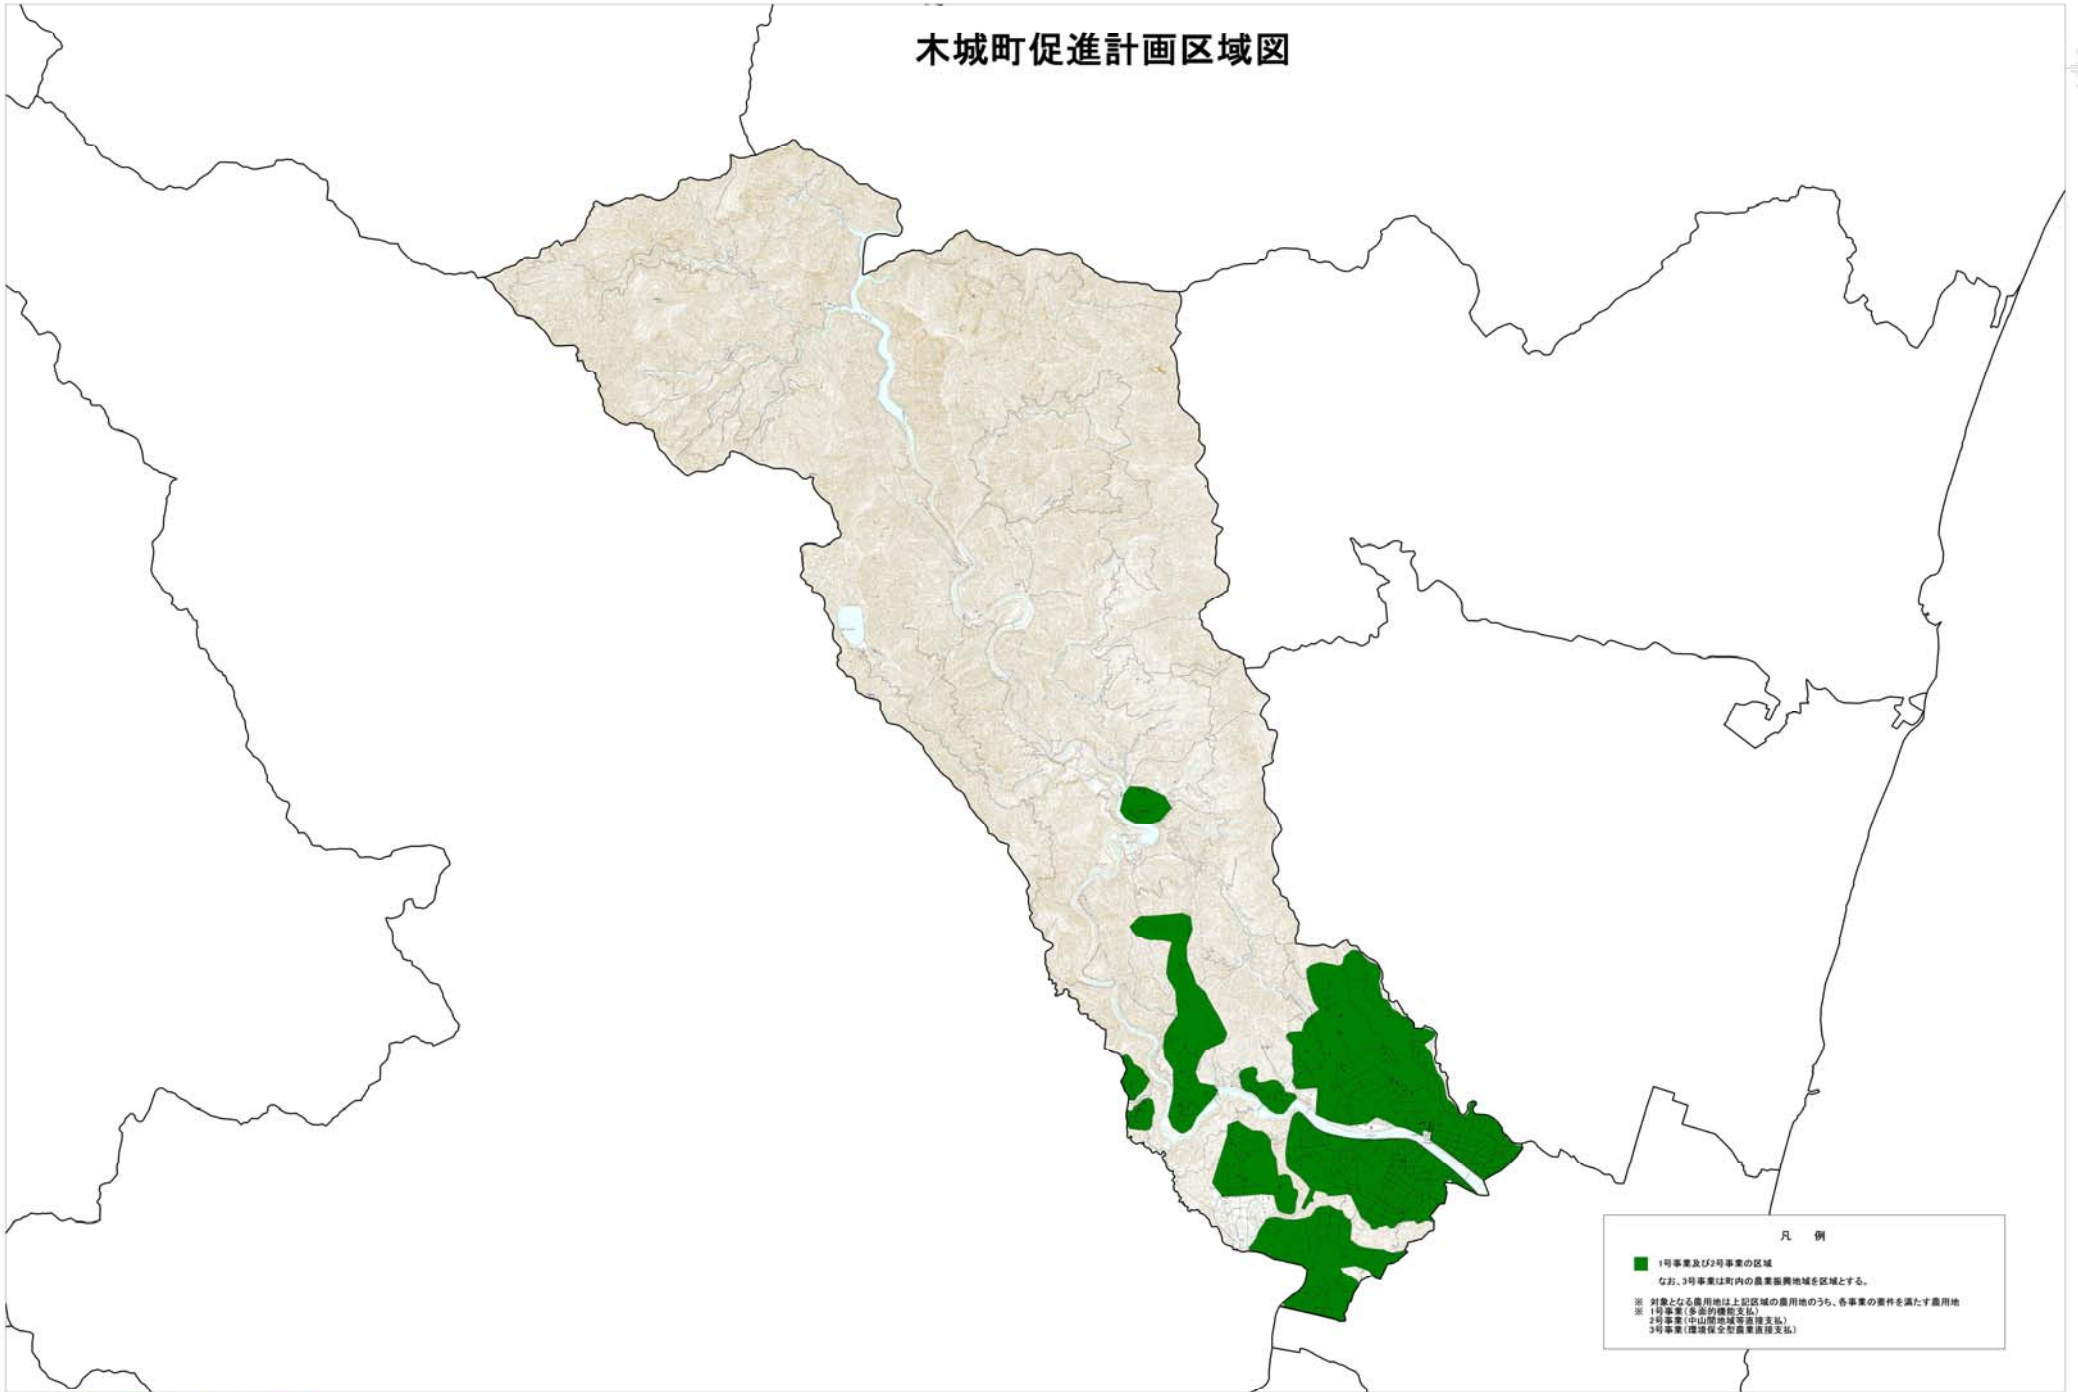 木城町促進計画区域図
凡　例
1号事業及び2号事業の区域
なお、3号事業は町内の農業振興地域を区域とする。
※ 対象となる農用地は上記区域の農用地のうち、各事業の要件を満たす農用地
※ 1号事業(多面的機能支払)
2号事業(中山間地域等直接支払)
3号事業(環境保全型農業直接支払)